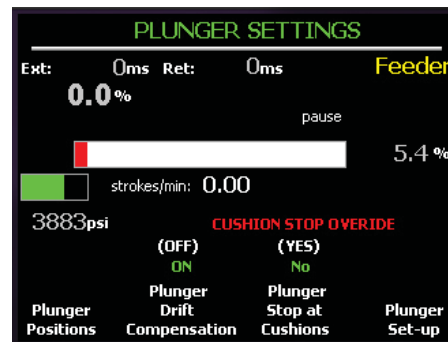 PLUNGER SETTINGS
Ext: 0ms Ret: 0ms Feeder
0.0%
pause
5.4 %
strokes/min: 0.00
3883psi CUSHION STOP OVERIDE
(OFF) (YES)
ON No
Plunger Positions
Plunger Drift Compensation
Plunger Stop at Cushions
Plunger Set-up